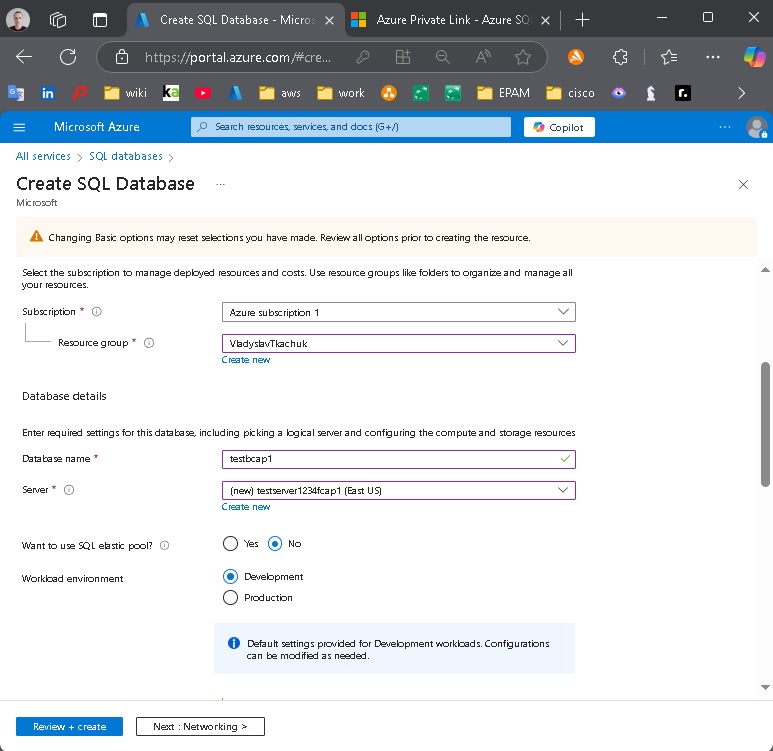 Create SQL Database - Micros
Azure Private Link - Azure SQ
https://portal.azure.com/#cre...
in
wiki
ka
aws
work
EPAM
cisco
r.
Microsoft Azure
Search resources, services, and docs (G+/)
Copilot
All services
SQL databases
Create SQL Database
Microsoft
Changing Basic options may reset selections you have made. Review all options prior to creating the resource.
Select the subscription to manage deployed resources and costs. Use resource groups like folders to organize and manage all
your resources.
Subscription *
Azure subscription 1
Resource group *
VladyslavTkachuk
Create new
Database details
Enter required settings for this database, including picking a logical server and configuring the compute and storage resources
Database name *
testbcap1
Server *
(new) testserver1234fcap1 (East US)
Create new
Want to use SQL elastic pool?
Yes
No
Workload environment
Development
Production
Default settings provided for Development workloads. Configurations
can be modified as needed.
Review + create
Next : Networking >